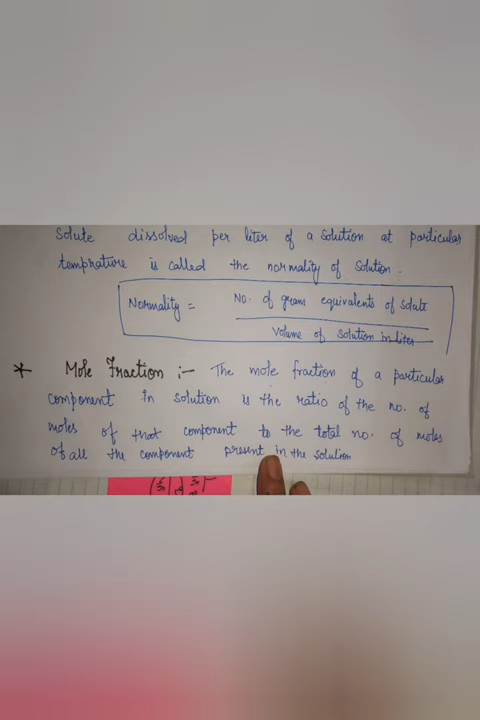 Solute dissolved per liter of a solution at particular
temprature is called the normality of solution.
Normality = No. of gram equivalents of solute
Volume of solution in liter
* Mole Fraction :- The mole fraction of a particular
component in solution is the ratio of the no. of
moles of that component to the total no. of moles
of all the component present in the solution